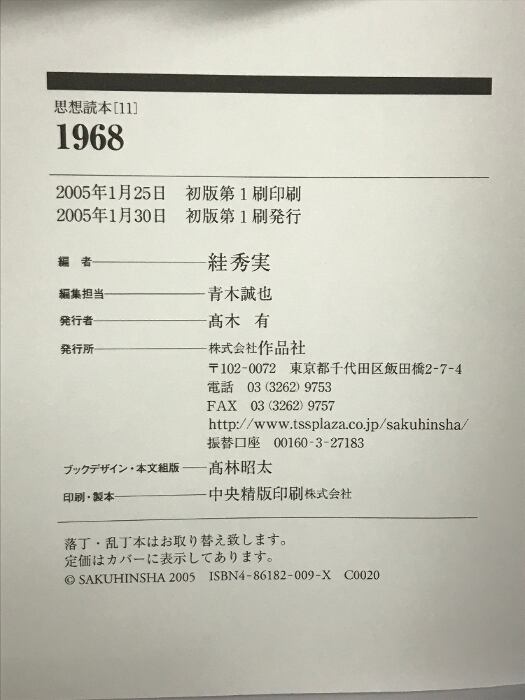 思想読本[11]
1968
2005年1月25日 初版第1刷印刷
2005年1月30日 初版第1刷発行
編 者 絓秀実
編集担当 青木誠也
発行者 髙木 有
発行所 株式会社作品社
〒102-0072 東京都千代田区飯田橋2-7-4
電話 03(3262)9753
FAX 03(3262)9757
http://www.tssplaza.co.jp/sakuhinsha/
振替口座 00160-3-27183
ブックデザイン・本文組版 髙林昭太
印刷・製本 中央精版印刷株式会社
落丁・乱丁本はお取り替え致します。
定価はカバーに表示してあります。
© SAKUHINSHA 2005 ISBN4-86182-009-X C0020